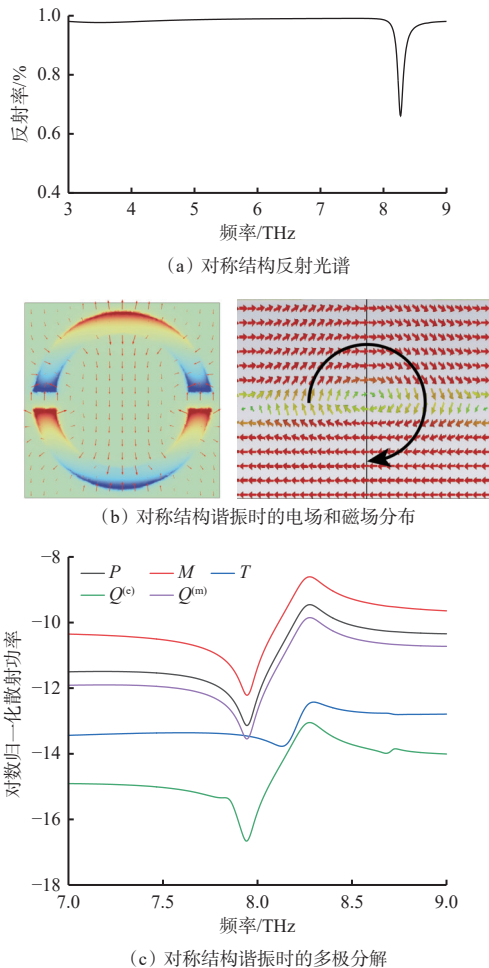 1.0
0.8
0.6
0.4
反射率/%
3 4 5 6 7 8 9
频率/THz
（a）对称结构反射光谱
（b）对称结构谐振时的电场和磁场分布
−8
−10
−12
−14
−16
−18
对数归一化散射功率
P M T
Q(e) Q(m)
7.0 7.5 8.0 8.5 9.0
频率/THz
（c）对称结构谐振时的多极分解